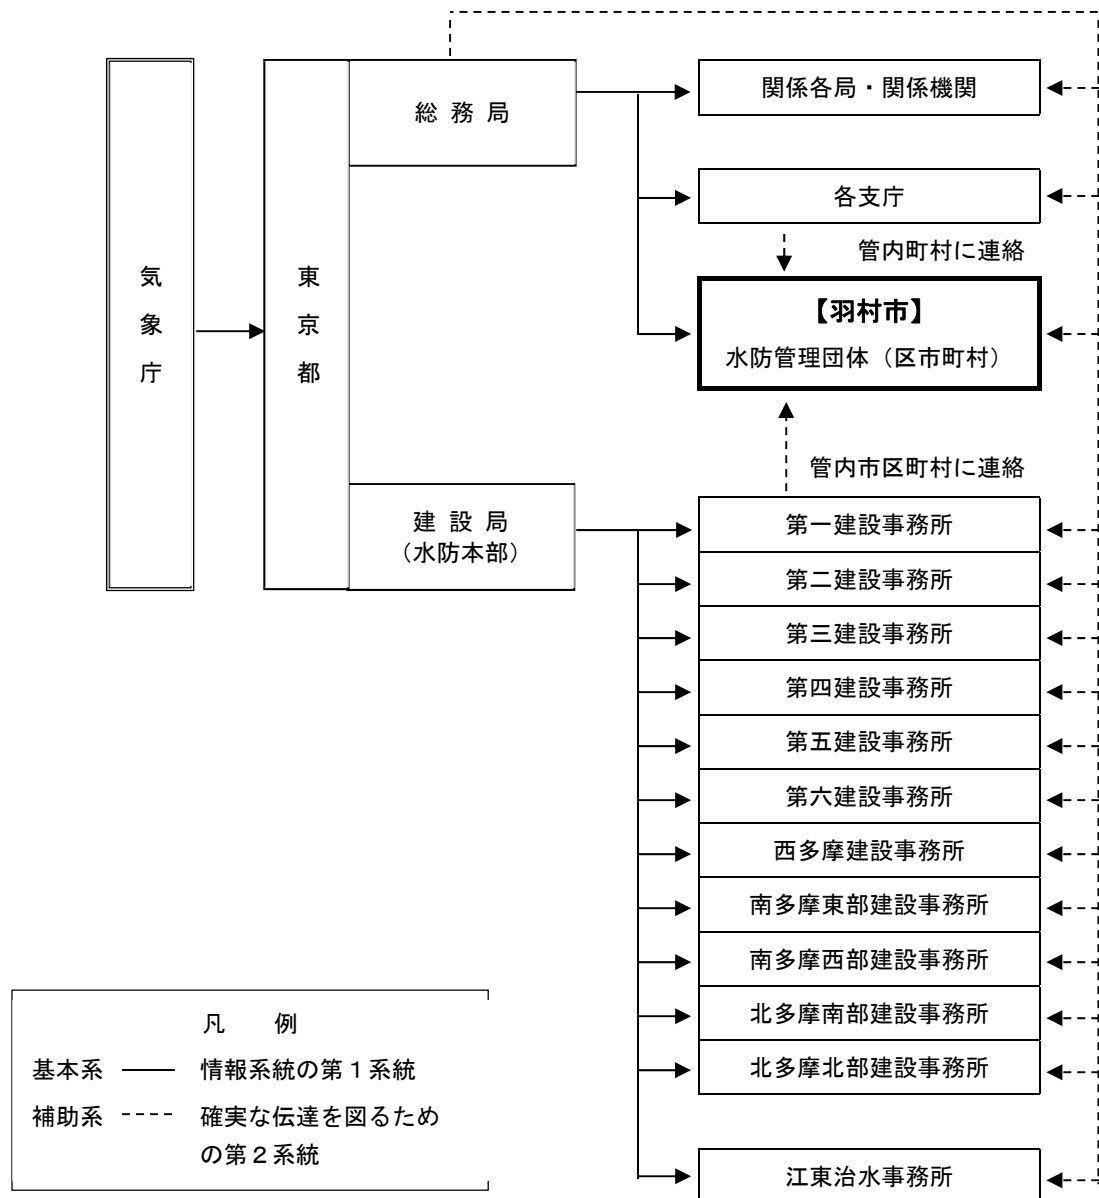 気象庁
東京都
総務局
関係各局・関係機関
各支庁
管内町村に連絡
【羽村市】
水防管理団体（区市町村）
管内市区町村に連絡
建設局
（水防本部）
第一建設事務所
第二建設事務所
第三建設事務所
第四建設事務所
第五建設事務所
第六建設事務所
西多摩建設事務所
南多摩東部建設事務所
南多摩西部建設事務所
北多摩南部建設事務所
北多摩北部建設事務所
江東治水事務所
凡　例
基本系 情報系統の第１系統
補助系 確実な伝達を図るため
の第２系統